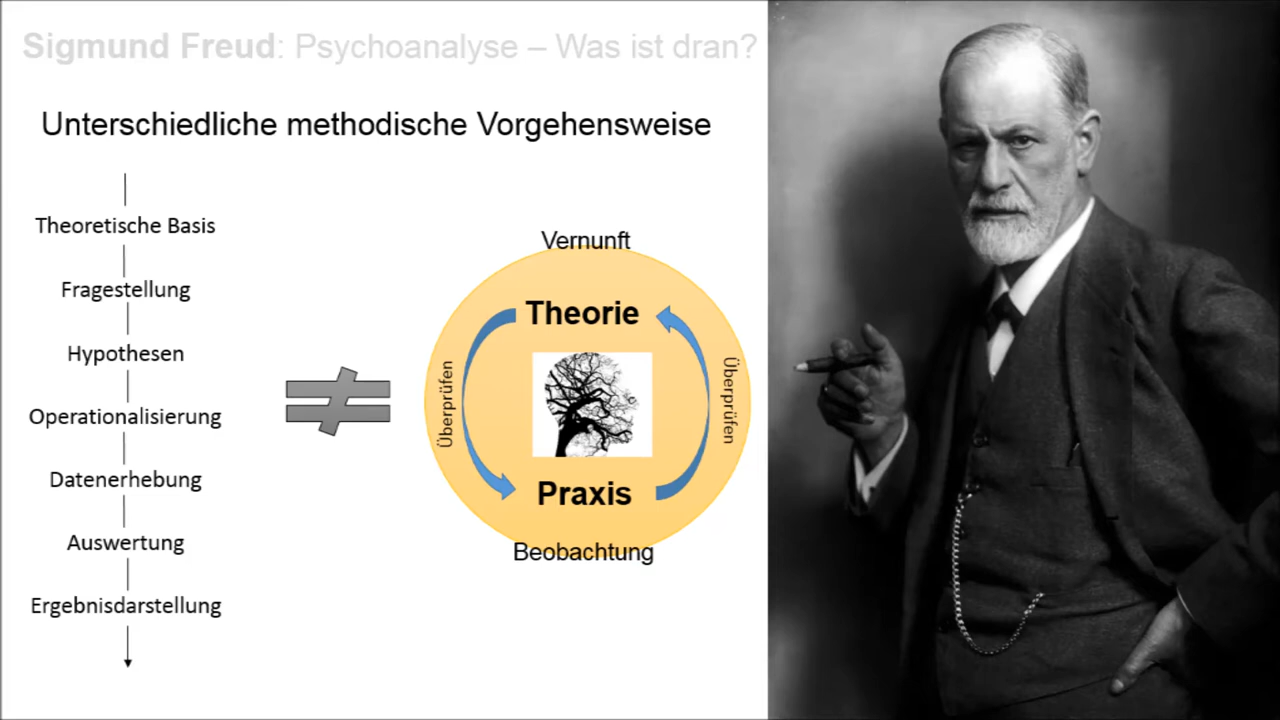 Sigmund Freud: Psychoanalyse – Was ist dran?
Unterschiedliche methodische Vorgehensweise
Theoretische Basis
Fragestellung
Hypothesen
Operationalisierung
Datenerhebung
Auswertung
Ergebnisdarstellung
Vernunft
Theorie
Überprüfen
Überprüfen
Praxis
Beobachtung